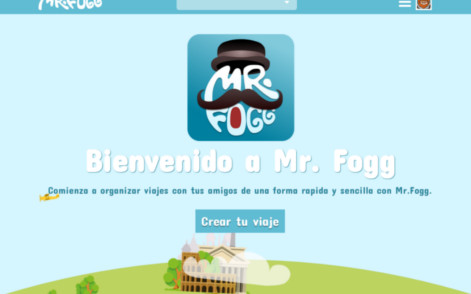 MR.FOGG
MR.
FOGG
Bienvenido a Mr. Fogg
Comienza a organizar viajes con tus amigos de una forma rapida y sencilla con Mr.Fogg.
Crear tu viaje